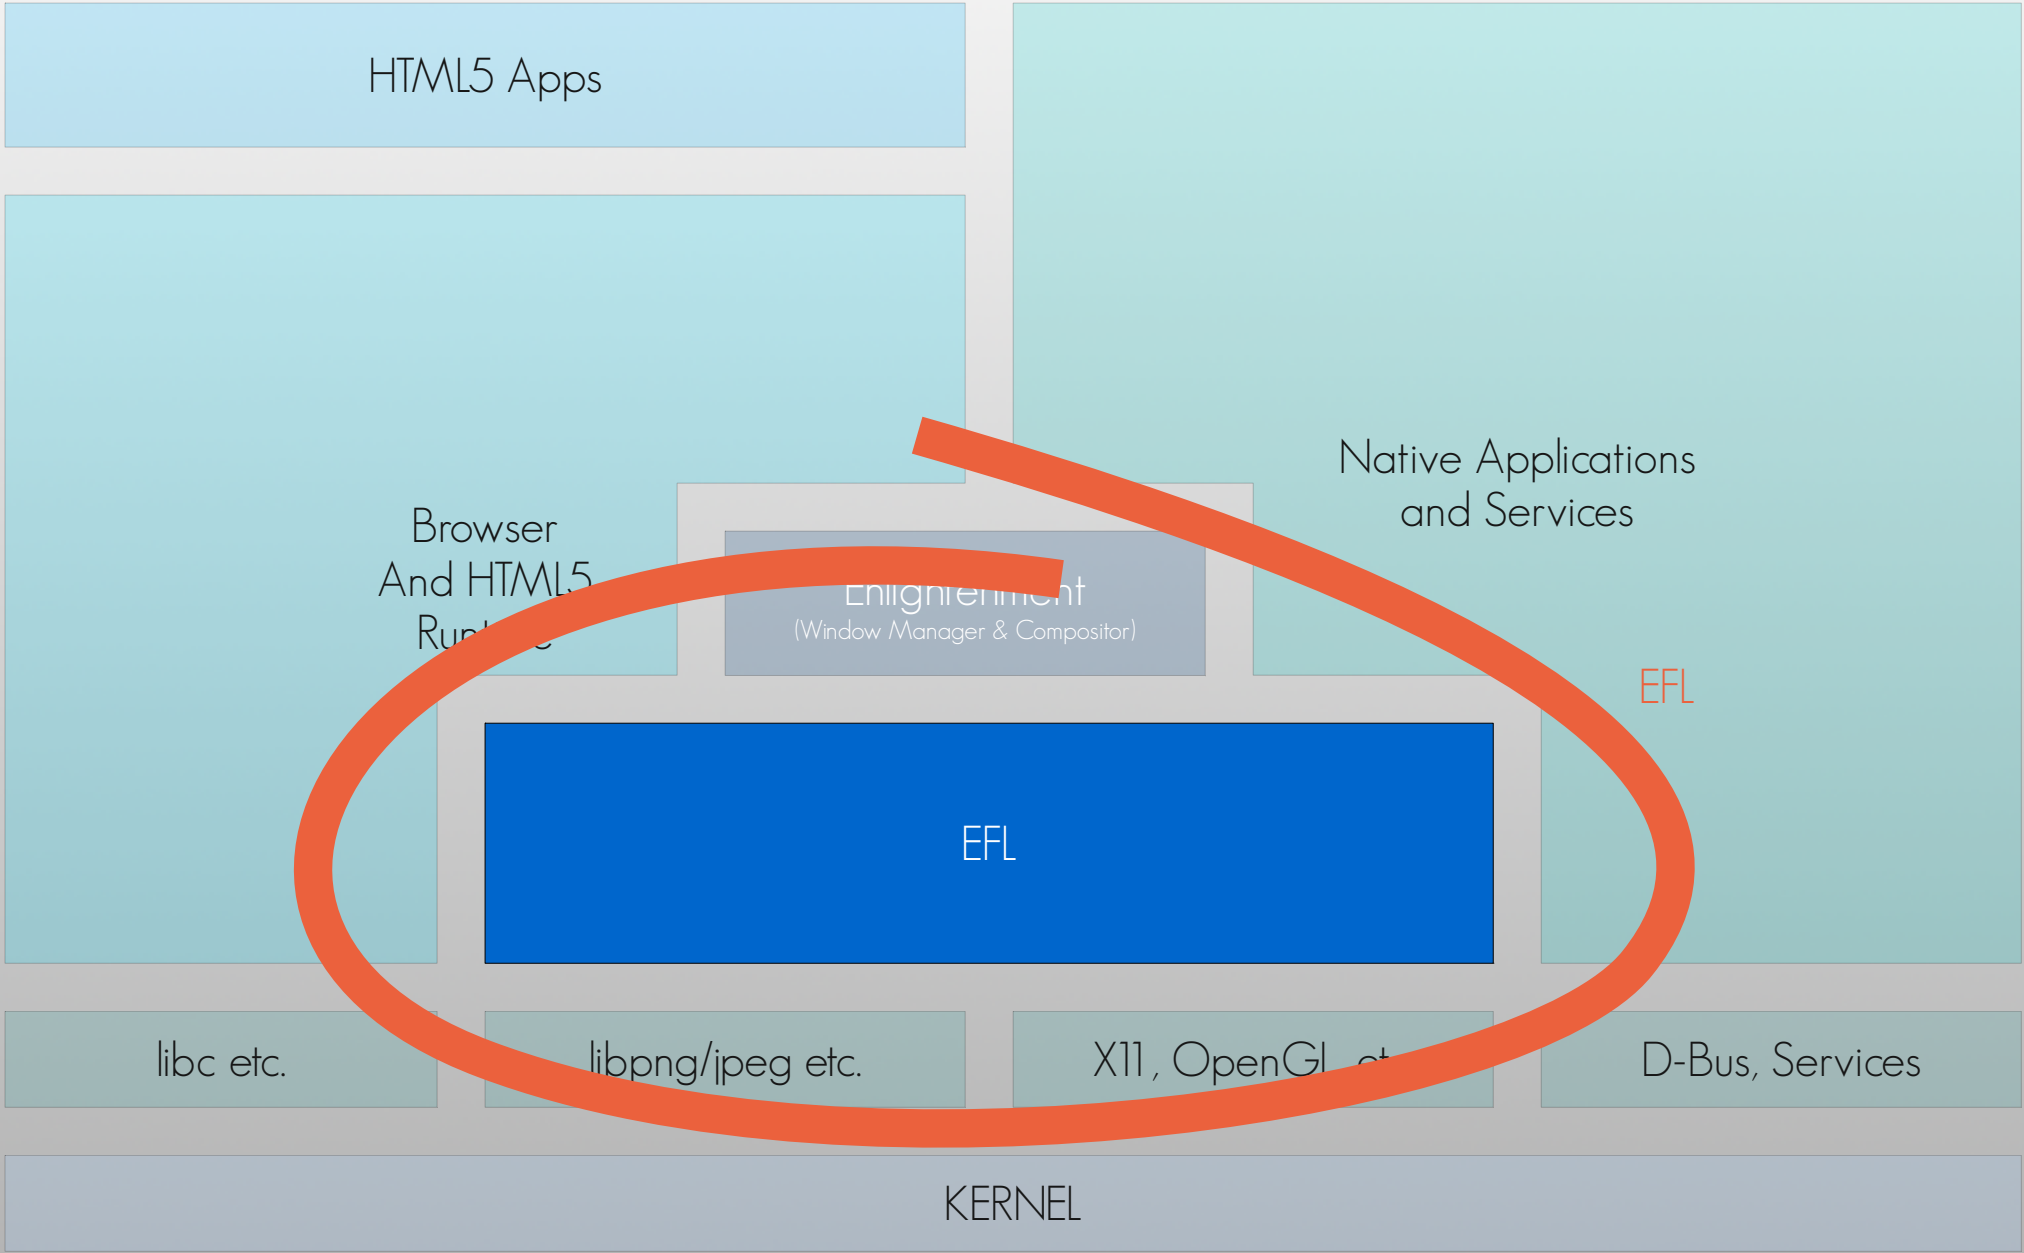 HTML5 Apps
Native Applications
and Services
Browser
And HTML5
Enlightenment
(Window Manager & Compositor)
EFL
EFL
libc etc.
libpng/jpeg etc.
X11, OpenGL
D-Bus, Services
KERNEL